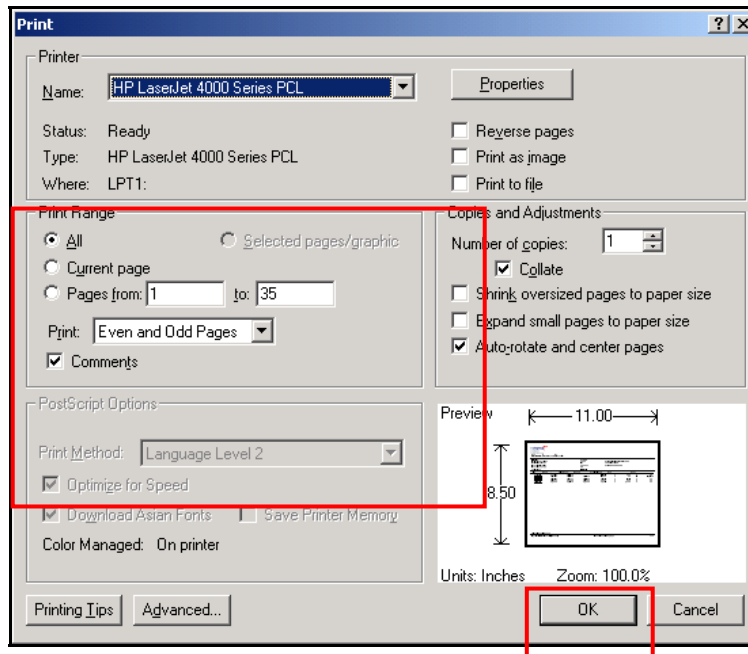 Print
Printer
Name: HP LaserJet 4000 Series PCL
Properties
Status: Ready
Type: HP LaserJet 4000 Series PCL
Where: LPT1:
Reverse pages
Print as image
Print to file
Print Range
All
Selected pages/graphic
Current page
Pages from: 1 to: 35
Print: Even and Odd Pages
Comments
Copies and Adjustments
Number of copies: 1
Collate
Shrink oversized pages to paper size
Expand small pages to paper size
Auto-rotate and center pages
PostScript Options
Print Method: Language Level 2
Optimize for Speed
Download Asian Fonts
Save Printer Memory
Color Managed: On printer
Preview
11.00
8.50
Units: Inches Zoom: 100.0%
Printing Tips
Advanced...
OK
Cancel